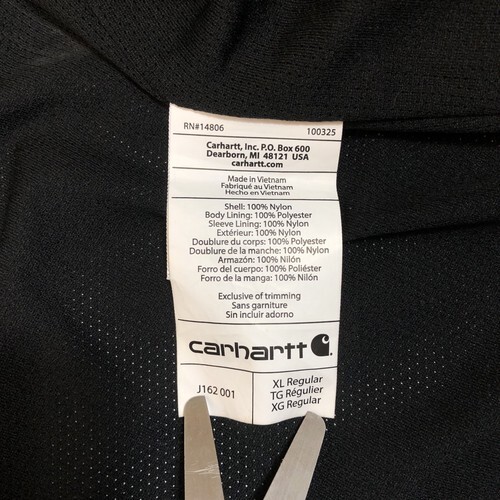 RN#14806 100325
Carhartt, Inc. P.O. Box 600
Dearborn, MI 48121 USA
carhartt.com
Made in Vietnam
Fabriqué au Vietnam
Hecho en Vietnam
Shell: 100% Nylon
Body Lining: 100% Polyester
Sleeve Lining: 100% Nylon
Extérieur: 100% Nylon
Doublure du corps: 100% Polyester
Doublure de la manche: 100% Nylon
Armazón: 100% Nilón
Forro del cuerpo: 100% Poliéster
Forro de la manga: 100% Nilón
Exclusive of trimming
Sans garniture
Sin incluir adorno
carhartt
J162 001
XL Regular
TG Régulier
XG Regular